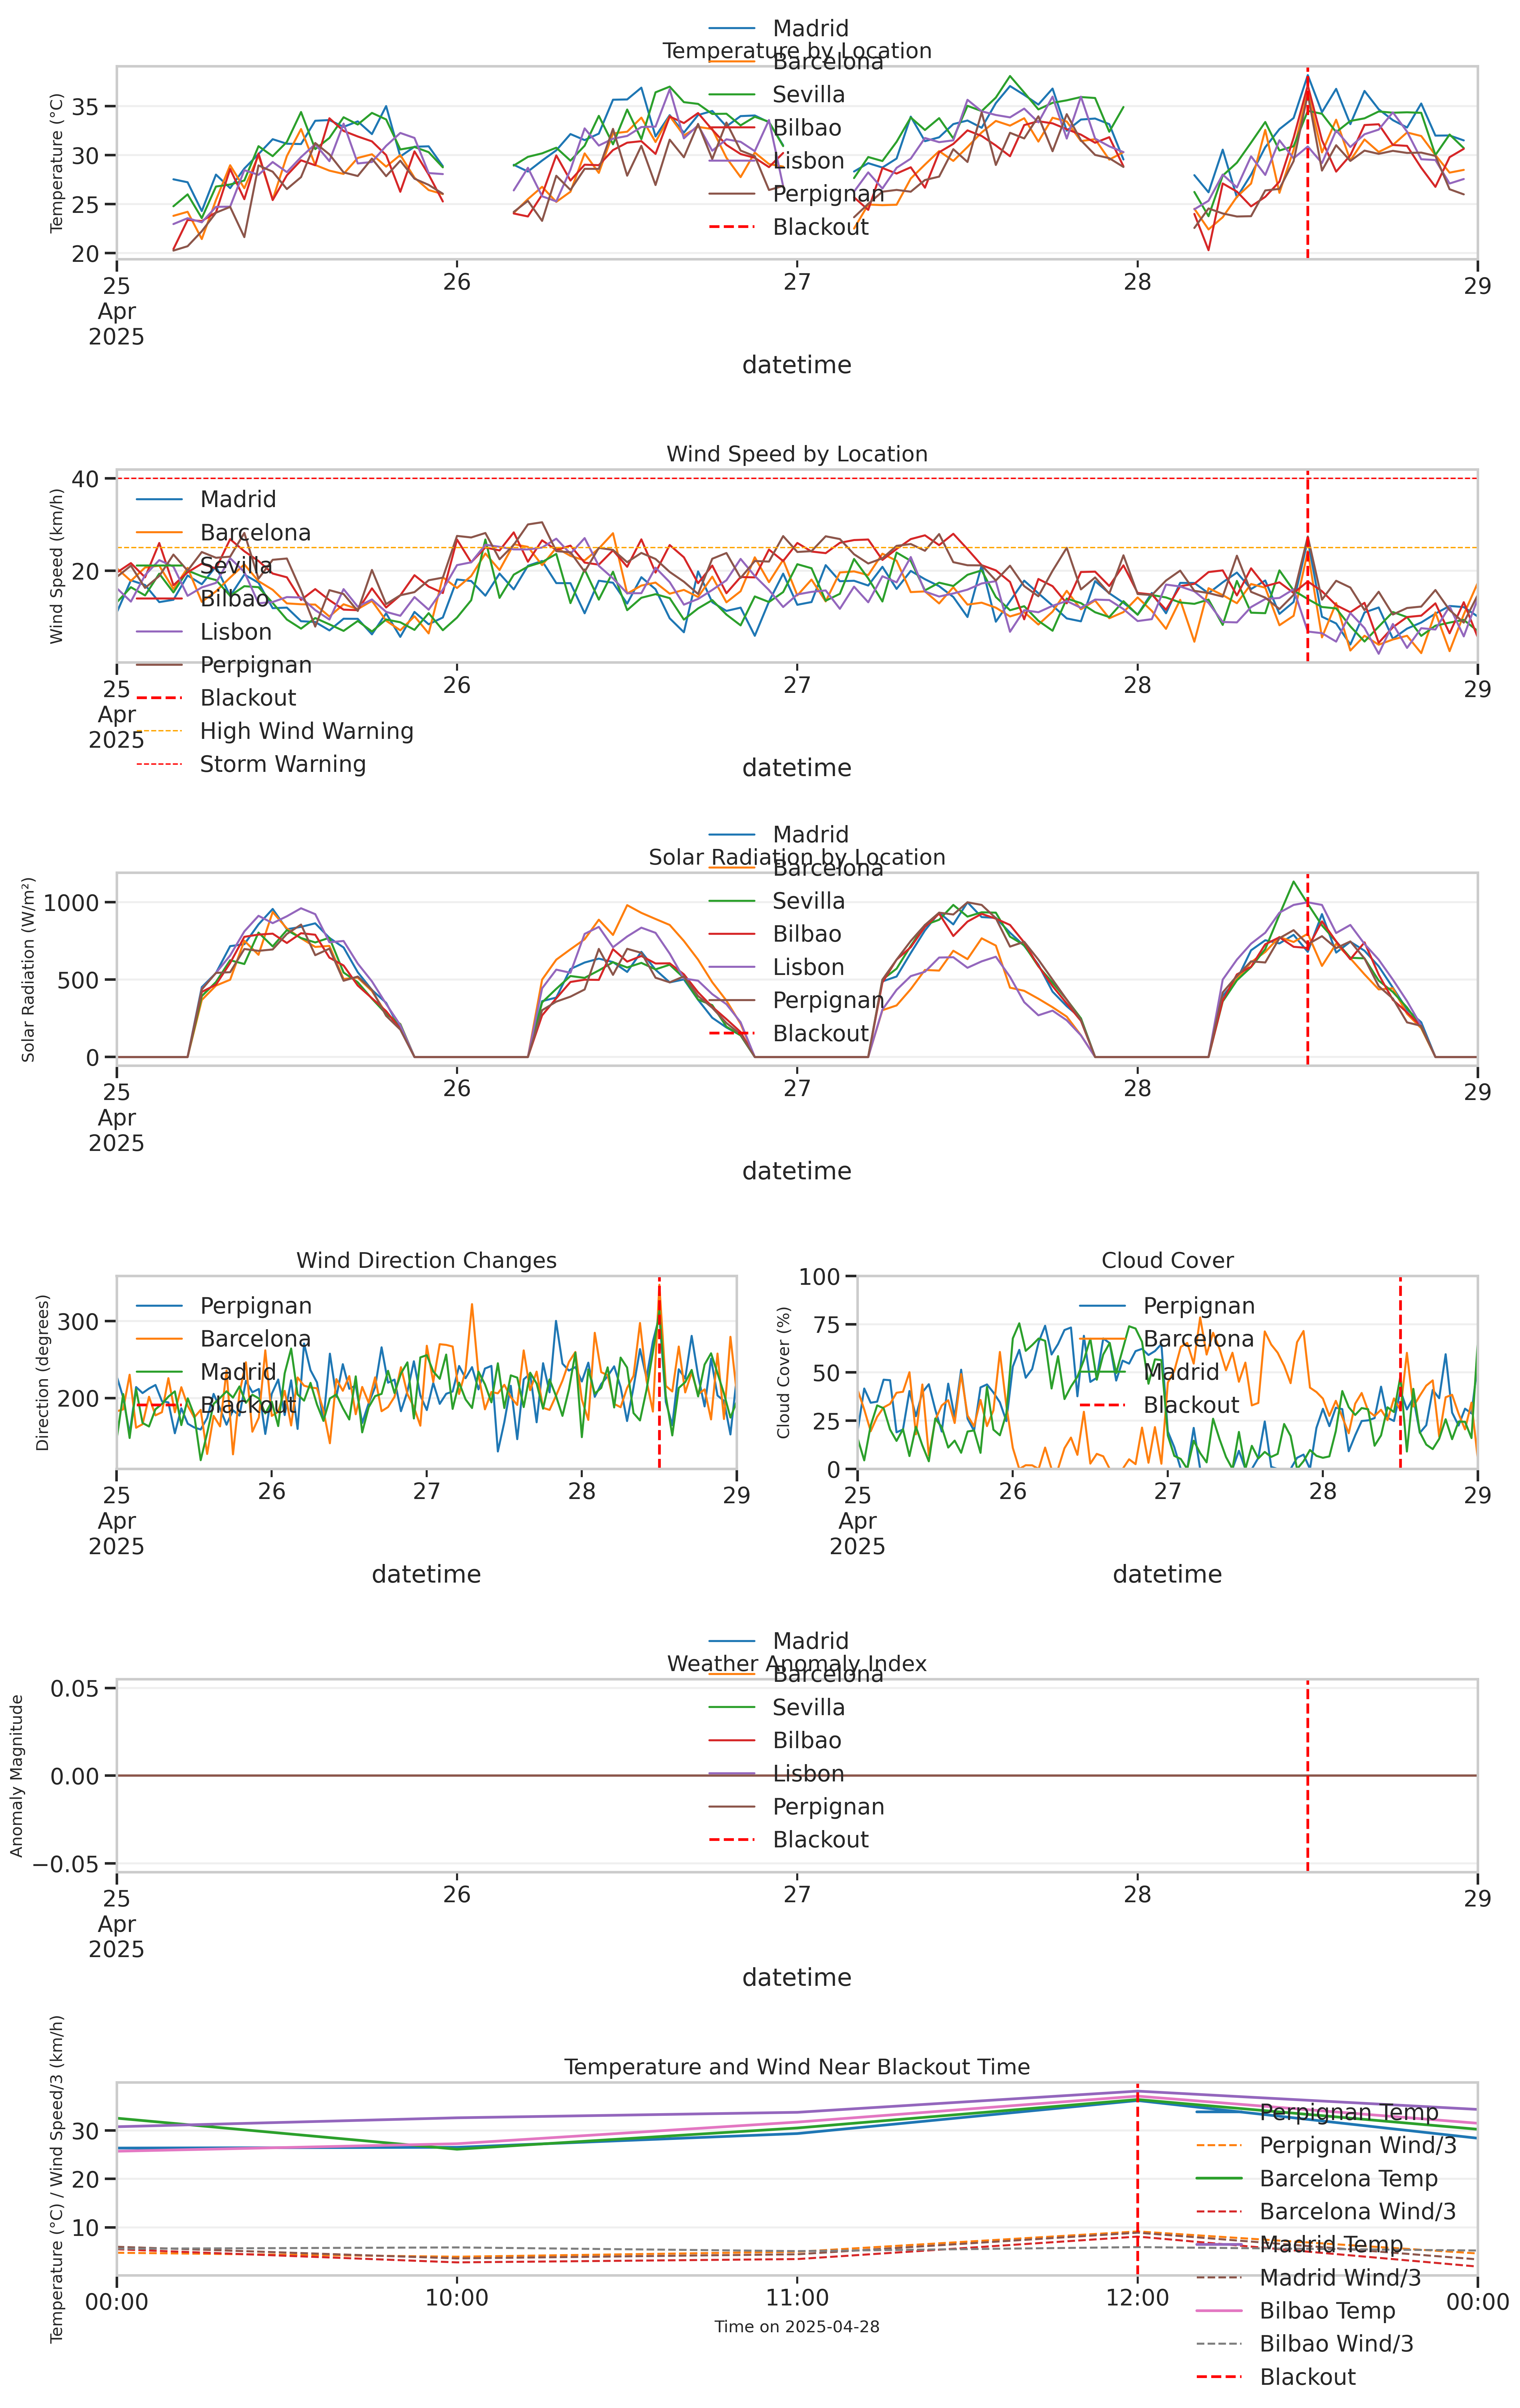 Madrid
Temperature by Location
Barcelona
Sevilla
Bilbao
Lisbon
Perpignan
Blackout
Temperature (°C)
35
30
25
20
25
Apr
2025
26
27
28
29
datetime
Wind Speed by Location
Wind Speed (km/h)
40
20
Madrid
Barcelona
Sevilla
Bilbao
Lisbon
Perpignan
Blackout
High Wind Warning
Storm Warning
25
Apr
2025
26
27
28
29
datetime
Madrid
Solar Radiation by Location
Barcelona
Sevilla
Bilbao
Lisbon
Perpignan
Blackout
Solar Radiation (W/m²)
1000
500
0
25
Apr
2025
26
27
28
29
datetime
Wind Direction Changes
Direction (degrees)
300
200
Perpignan
Barcelona
Madrid
Blackout
25
Apr
2025
26
27
28
29
datetime
Cloud Cover
Cloud Cover (%)
100
75
50
25
0
Perpignan
Barcelona
Madrid
Blackout
25
Apr
2025
26
27
28
29
datetime
Madrid
Weather Anomaly Index
Barcelona
Sevilla
Bilbao
Lisbon
Perpignan
Blackout
Anomaly Magnitude
0.05
0.00
−0.05
25
Apr
2025
26
27
28
29
datetime
Temperature and Wind Near Blackout Time
Temperature (°C) / Wind Speed/3 (km/h)
30
20
10
Perpignan Temp
Perpignan Wind/3
Barcelona Temp
Barcelona Wind/3
Madrid Temp
Madrid Wind/3
Bilbao Temp
Bilbao Wind/3
Blackout
00:00
10:00
11:00
12:00
00:00
Time on 2025-04-28